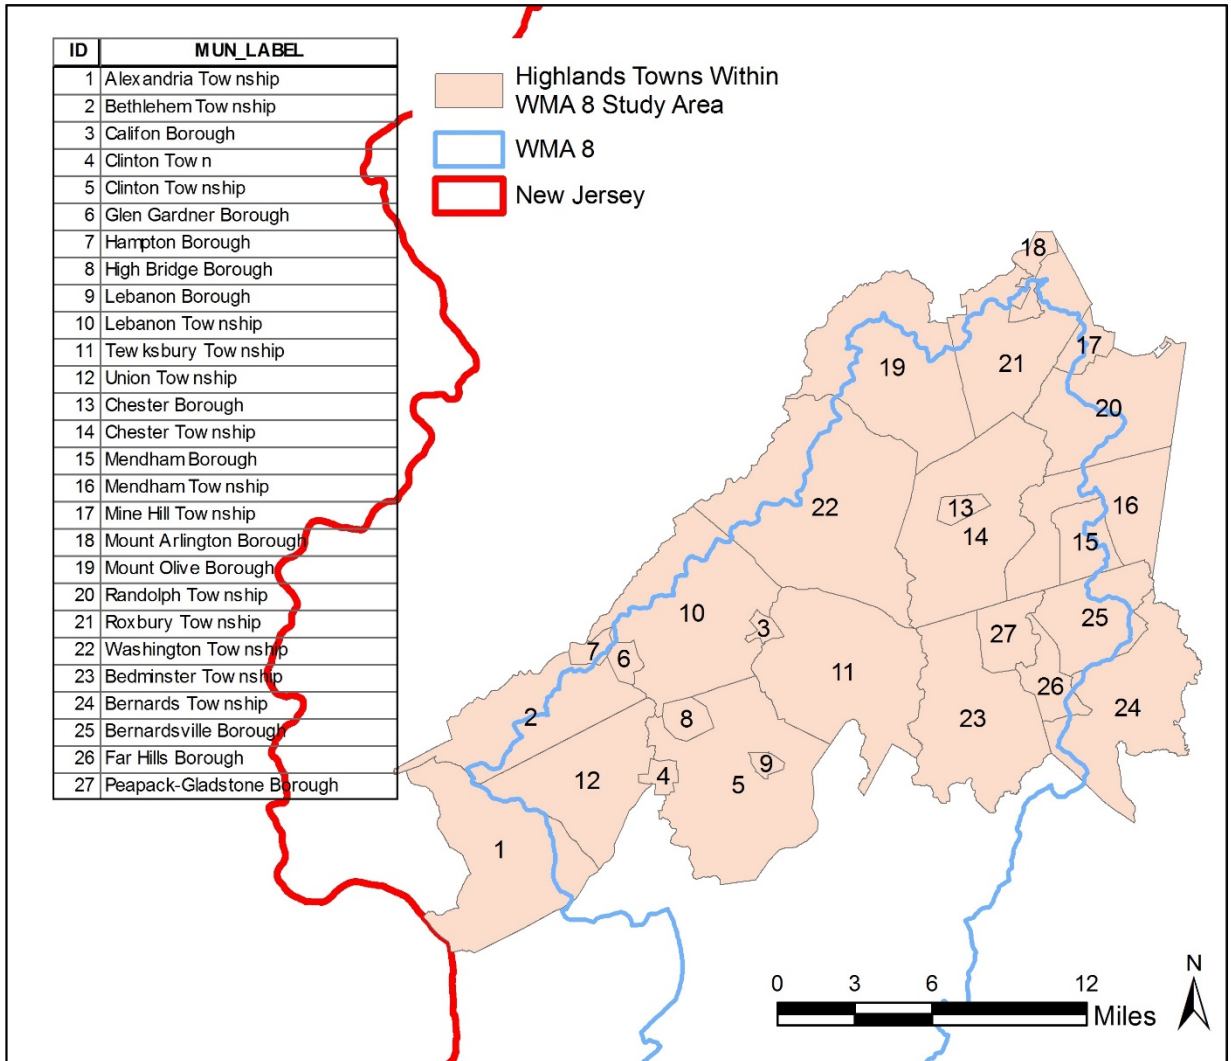 ID MUN_LABEL
1 Alexandria Township
2 Bethlehem Township
3 Califon Borough
4 Clinton Town
5 Clinton Township
6 Glen Gardner Borough
7 Hampton Borough
8 High Bridge Borough
9 Lebanon Borough
10 Lebanon Township
11 Tewksbury Township
12 Union Township
13 Chester Borough
14 Chester Township
15 Mendham Borough
16 Mendham Township
17 Mine Hill Township
18 Mount Arlington Borough
19 Mount Olive Borough
20 Randolph Township
21 Roxbury Township
22 Washington Township
23 Bedminster Township
24 Bernards Township
25 Bernardsville Borough
26 Far Hills Borough
27 Peapack-Gladstone Borough
Highlands Towns Within
WMA 8 Study Area
WMA 8
New Jersey
18
17
19
21
20
13
22
16
14
15
10
25
3
27
7
6
11
26
24
2
8
23
9
4
12
5
1
0 3 6 12
Miles
N